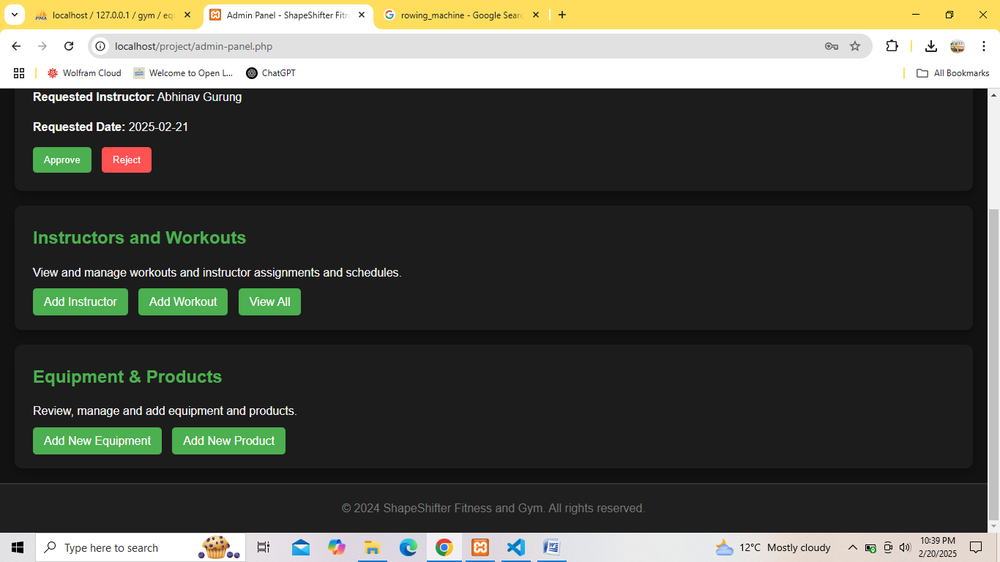 localhost / 127.0.0.1 / gym / eq
Admin Panel - ShapeShifter Fitn
rowing_machine - Google Sear
localhost/project/admin-panel.php
Wolfram Cloud
Welcome to Open L...
ChatGPT
All Bookmarks
Requested Instructor: Abhinav Gurung
Requested Date: 2025-02-21
Approve
Reject
Instructors and Workouts
View and manage workouts and instructor assignments and schedules.
Add Instructor
Add Workout
View All
Equipment & Products
Review, manage and add equipment and products.
Add New Equipment
Add New Product
© 2024 ShapeShifter Fitness and Gym. All rights reserved.
Type here to search
12°C Mostly cloudy
10:39 PM
2/20/2025